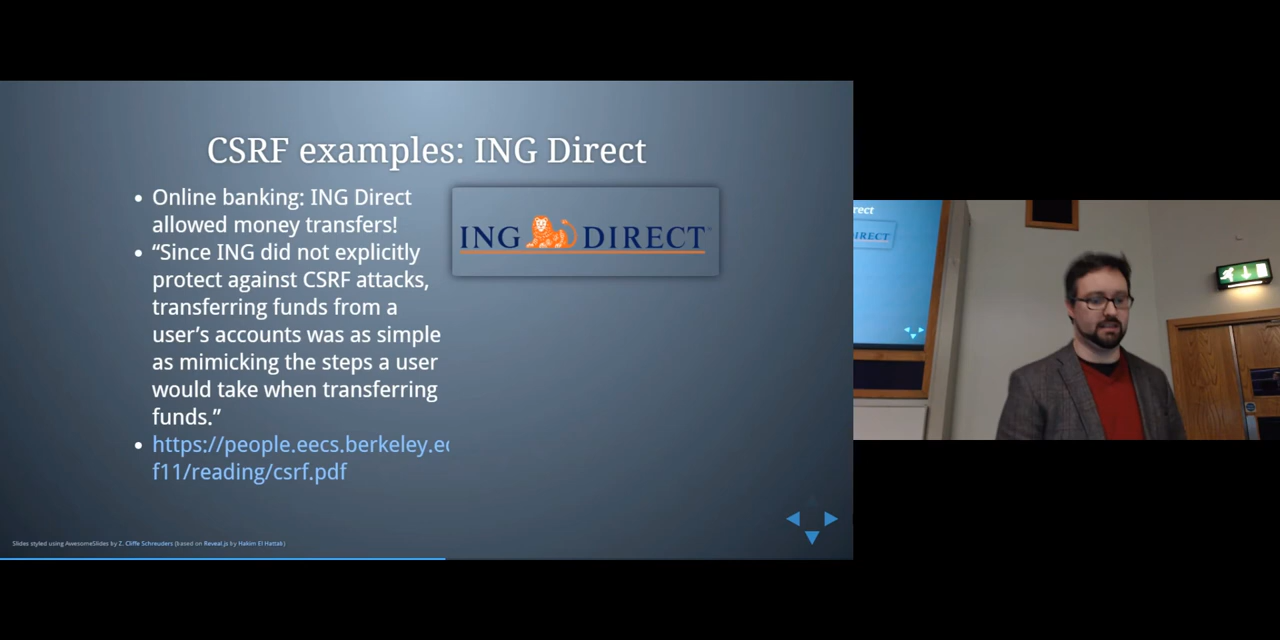 CSRF examples: ING Direct
Online banking: ING Direct
allowed money transfers!
“Since ING did not explicitly
protect against CSRF attacks,
transferring funds from a
user’s accounts was as simple
as mimicking the steps a user
would take when transferring
funds.”
https://people.eecs.berkeley.ed
f11/reading/csrf.pdf
ING DIRECT
Slides styled using AwesomeSlides by Z. Cliffe Schreuders (based on Reveal.js by Hakim El Hattab)
rect
DIRECT